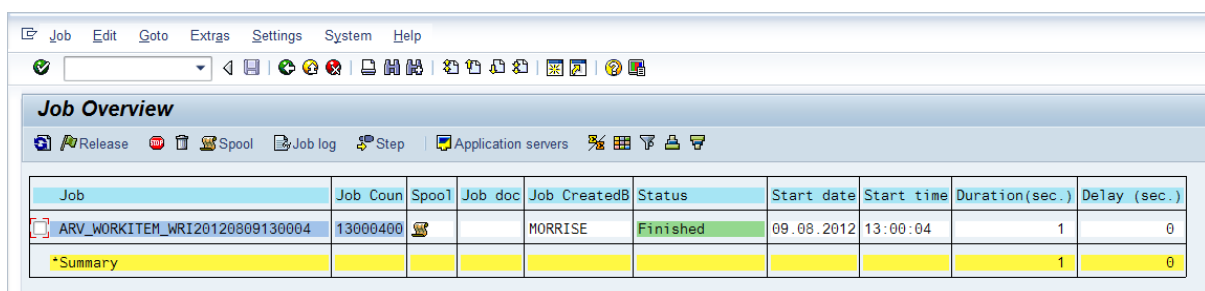 Job Edit Goto Extras Settings System Help
Job Overview
Release STOP Spool Job log Step Application servers
Job Job Coun Spool Job doc Job CreatedB Status Start date Start time Duration(sec.) Delay (sec.)
ARV_WORKITEM_WRI20120809130004 13000400 MORRISE Finished 09.08.2012 13:00:04 1 0
*Summary 1 0